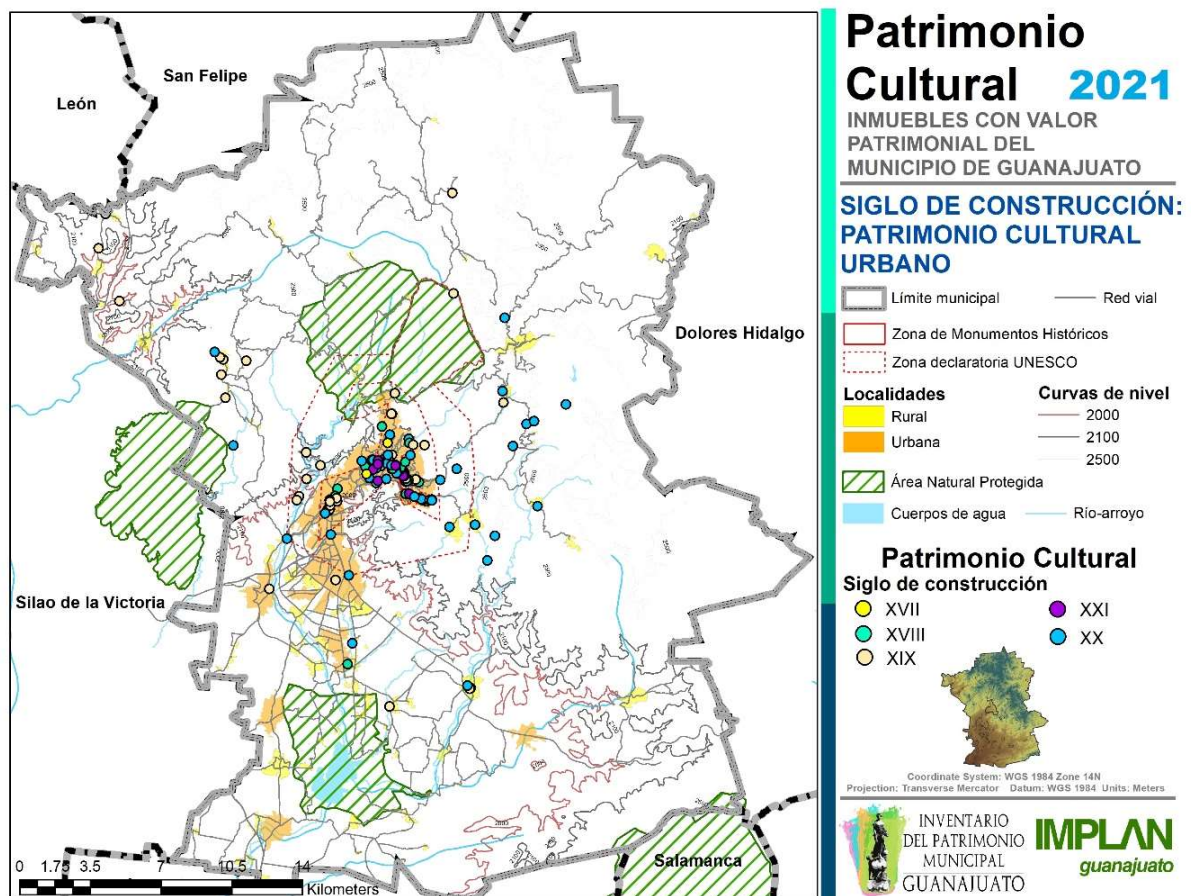 Patrimonio
Cultural 2021
INMUEBLES CON VALOR
PATRIMONIAL DEL
MUNICIPIO DE GUANAJUATO
SIGLO DE CONSTRUCCIÓN:
PATRIMONIO CULTURAL
URBANO
Límite municipal
Red vial
Zona de Monumentos Históricos
Zona declaratoria UNESCO
Localidades
Rural
Urbana
Curvas de nivel
2000
2100
2500
Área Natural Protegida
Cuerpos de agua
Río-arroyo
Patrimonio Cultural
Siglo de construcción
XVII
XVIII
XIX
XXI
XX
Coordinate System: WGS 1984 Zone 14N
Projection: Transverse Mercator Datum: WGS 1984 Units: Meters
INVENTARIO
DEL PATRIMONIO
MUNICIPAL
GUANAJUATO
IMPLAN
guanajuato
San Felipe
León
Dolores Hidalgo
Silao de la Victoria
Salamanca
0 1.75 3.5 7 10.5 14
Kilometers